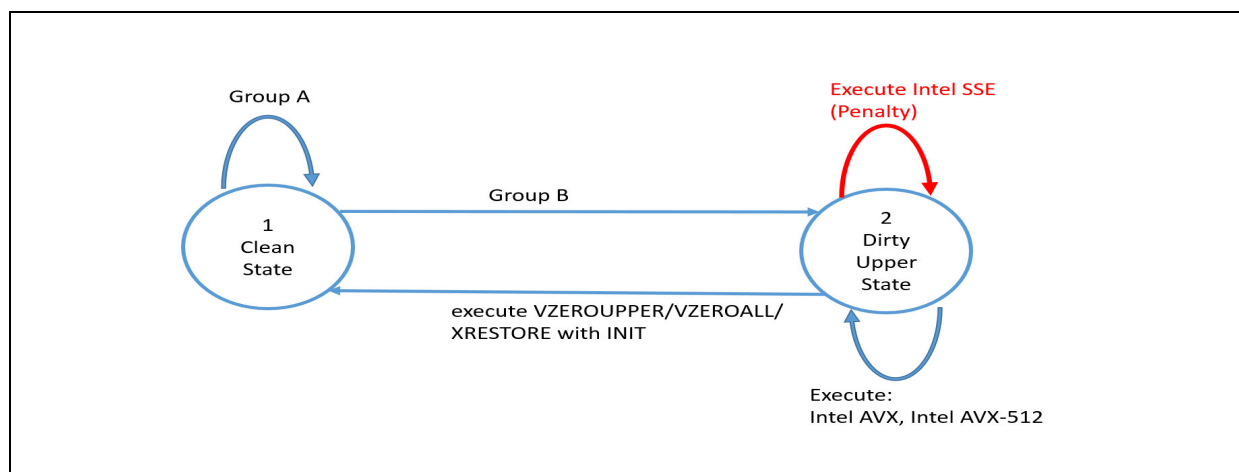 Group A
Execute Intel SSE
(Penalty)
Group B
1
Clean
State
2
Dirty
Upper
State
execute VZEROUPPER/VZEROALL/
XRESTORE with INIT
Execute:
Intel AVX, Intel AVX-512